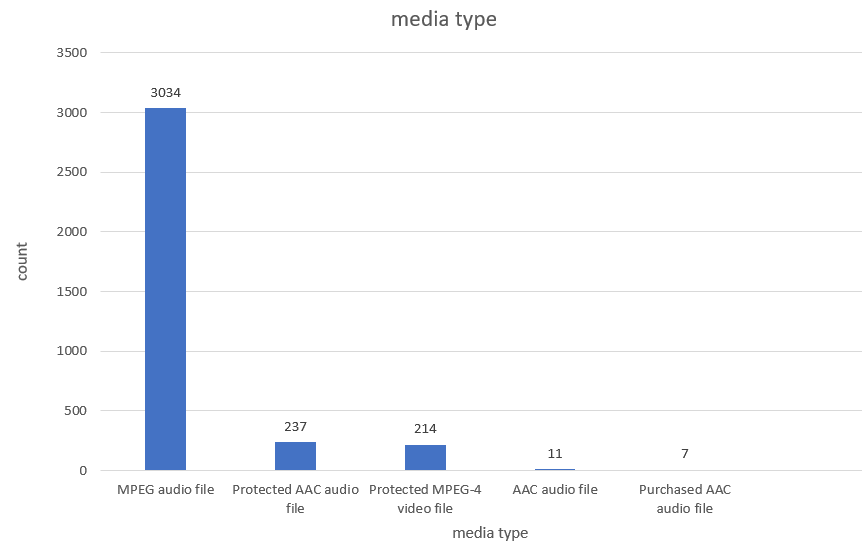 media type
3500
3000
2500
2000
1500
1000
500
0
count
3034
237
214
11
7
MPEG audio file
Protected AAC audio
file
Protected MPEG-4
video file
AAC audio file
Purchased AAC
audio file
media type